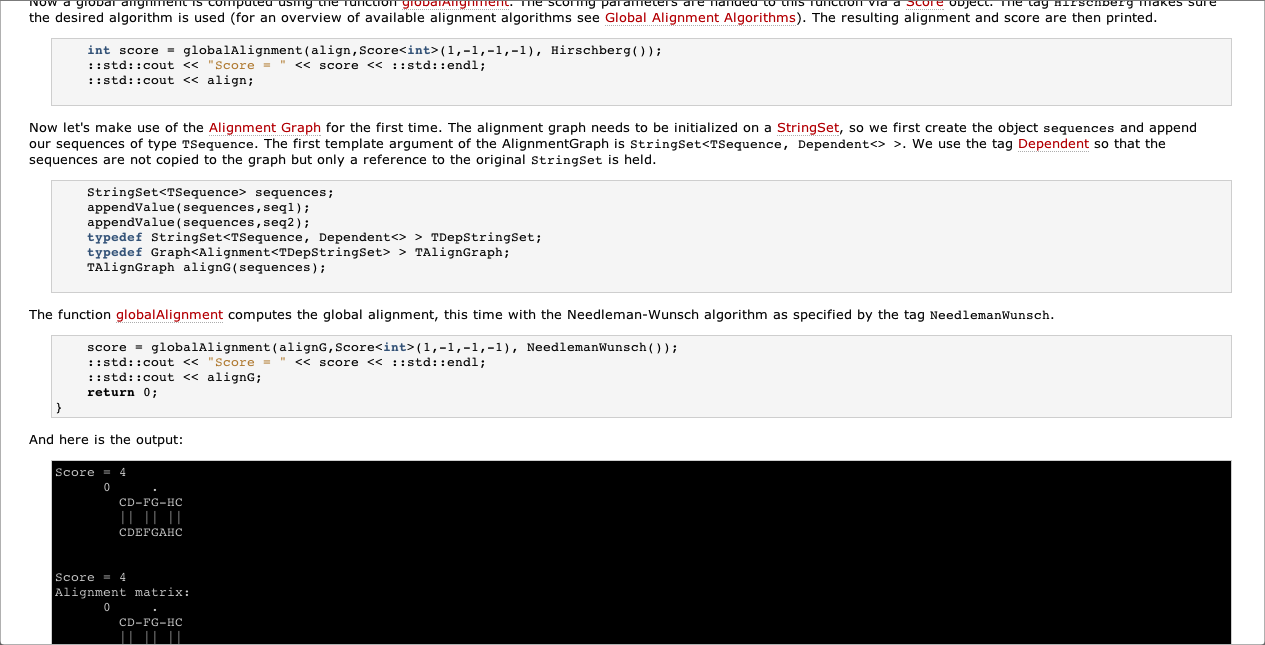 Now a global alignment is computed using the function globalAlignment. The scoring parameters are handed to this function via a Score object. The tag Hirschberg makes sure
the desired algorithm is used (for an overview of available alignment algorithms see Global Alignment Algorithms). The resulting alignment and score are then printed.
int score = globalAlignment(align,Score<int>(1,-1,-1,-1), Hirschberg());
::std::cout << "Score = " << score << ::std::endl;
::std::cout << align;
Now let's make use of the Alignment Graph for the first time. The alignment graph needs to be initialized on a StringSet, so we first create the object sequences and append
our sequences of type TSequence. The first template argument of the AlignmentGraph is StringSet<TSequence, Dependent<> >. We use the tag Dependent so that the
sequences are not copied to the graph but only a reference to the original StringSet is held.
StringSet<TSequence> sequences;
appendValue(sequences,seq1);
appendValue(sequences,seq2);
typedef StringSet<TSequence, Dependent<> > TDepStringSet;
typedef Graph<Alignment<TDepStringSet> > TAlignGraph;
TAlignGraph alignG(sequences);
The function globalAlignment computes the global alignment, this time with the Needleman-Wunsch algorithm as specified by the tag NeedlemanWunsch.
score = globalAlignment(alignG,Score<int>(1,-1,-1,-1), NeedlemanWunsch());
::std::cout << "Score = " << score << ::std::endl;
::std::cout << alignG;
return 0;
}
And here is the output:
Score = 4
0     .
CD-FG-HC
|| || ||
CDEFGAHC
Score = 4
Alignment matrix:
0     .
CD-FG-HC
|| || ||